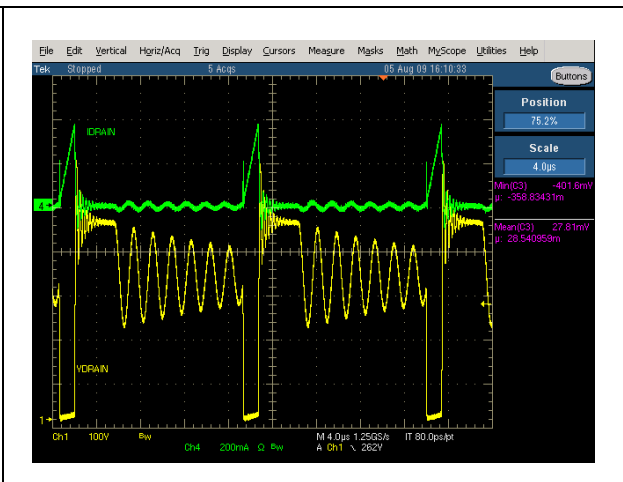 File Edit Vertical Horiz/Acq Trig Display Cursors Measure Masks Math MyScope Utilities Help
Tek Stopped 5 Acqs 05 Aug 09 16:10:33
Buttons
Position
75.2%
Scale
4.0µs
Min(C3) -401.6mV
µ: -358.83431m
Mean(C3) 27.81mV
µ: 28.540959m
IDRAIN
4
VDRAIN
1
Ch1 100V Bw M 4.0µs 1.25GS/s IT 80.0ps/pt
Ch4 200mA Ω Bw A Ch1 \ 262V